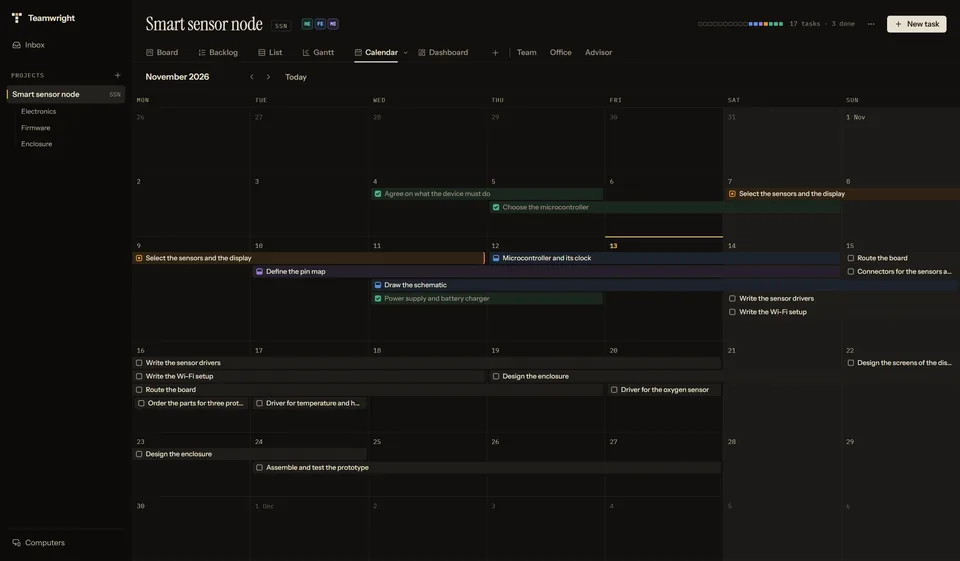 Teamwright
Smart sensor node SSN HE FE ME
17 tasks · 3 done
New task
Inbox
Board Backlog List Gantt Calendar Dashboard Team Office Advisor
PROJECTS
November 2026 Today
Smart sensor node SSN
Electronics
Firmware
Enclosure
MON TUE WED THU FRI SAT SUN
26 27 28 29 30 31 1 Nov
2 3 4 5 6 7 8
Agree on what the device must do
Select the sensors and the display
Choose the microcontroller
9 10 11 12 13 14 15
Select the sensors and the display
Microcontroller and its clock
Route the board
Define the pin map
Connectors for the sensors a...
Draw the schematic
Power supply and battery charger
Write the sensor drivers
Write the Wi-Fi setup
16 17 18 19 20 21 22
Write the sensor drivers
Design the screens of the dis...
Write the Wi-Fi setup
Design the enclosure
Route the board
Driver for the oxygen sensor
Order the parts for three prot...
Driver for temperature and h...
23 24 25 26 27 28 29
Design the enclosure
Assemble and test the prototype
30 1 Dec 2 3 4 5 6
Computers